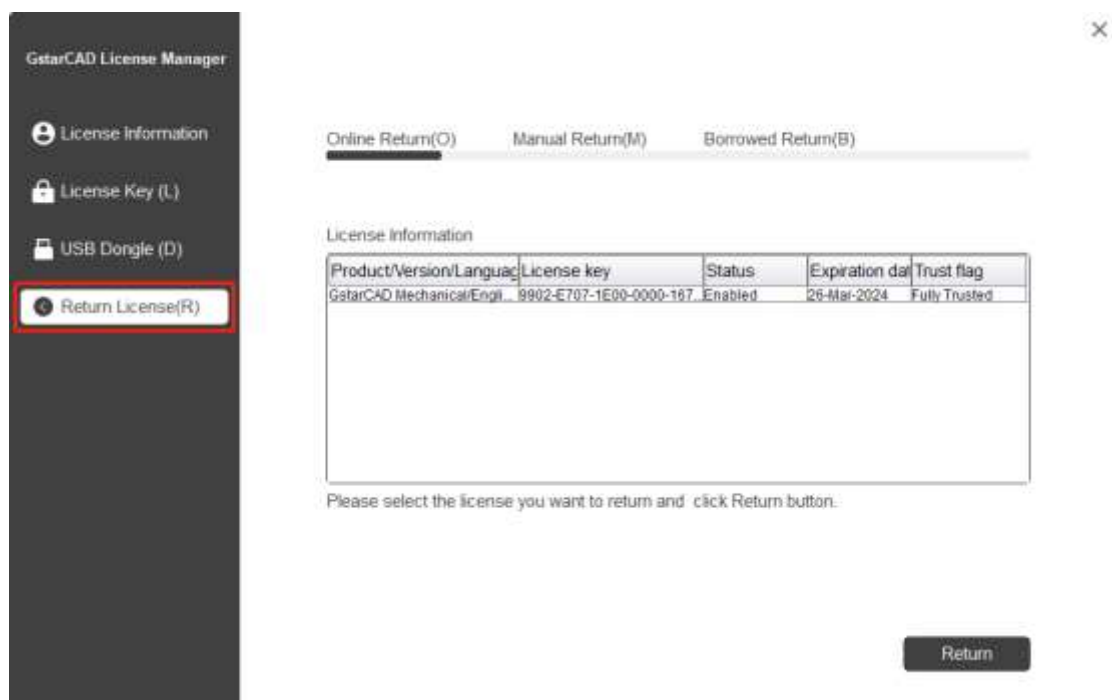 GstarCAD License Manager
License Information
License Key (L)
USB Dongle (D)
Return License(R)
Online Return(O) Manual Return(M) Borrowed Return(B)
License Information
Product/Version/Languag License key Status Expiration dat Trust flag
GstarCAD Mechanical/Engli... 9902-E707-1E00-0000-167... Enabled 26-Mar-2024 Fully Trusted
Please select the license you want to return and click Return button.
Return